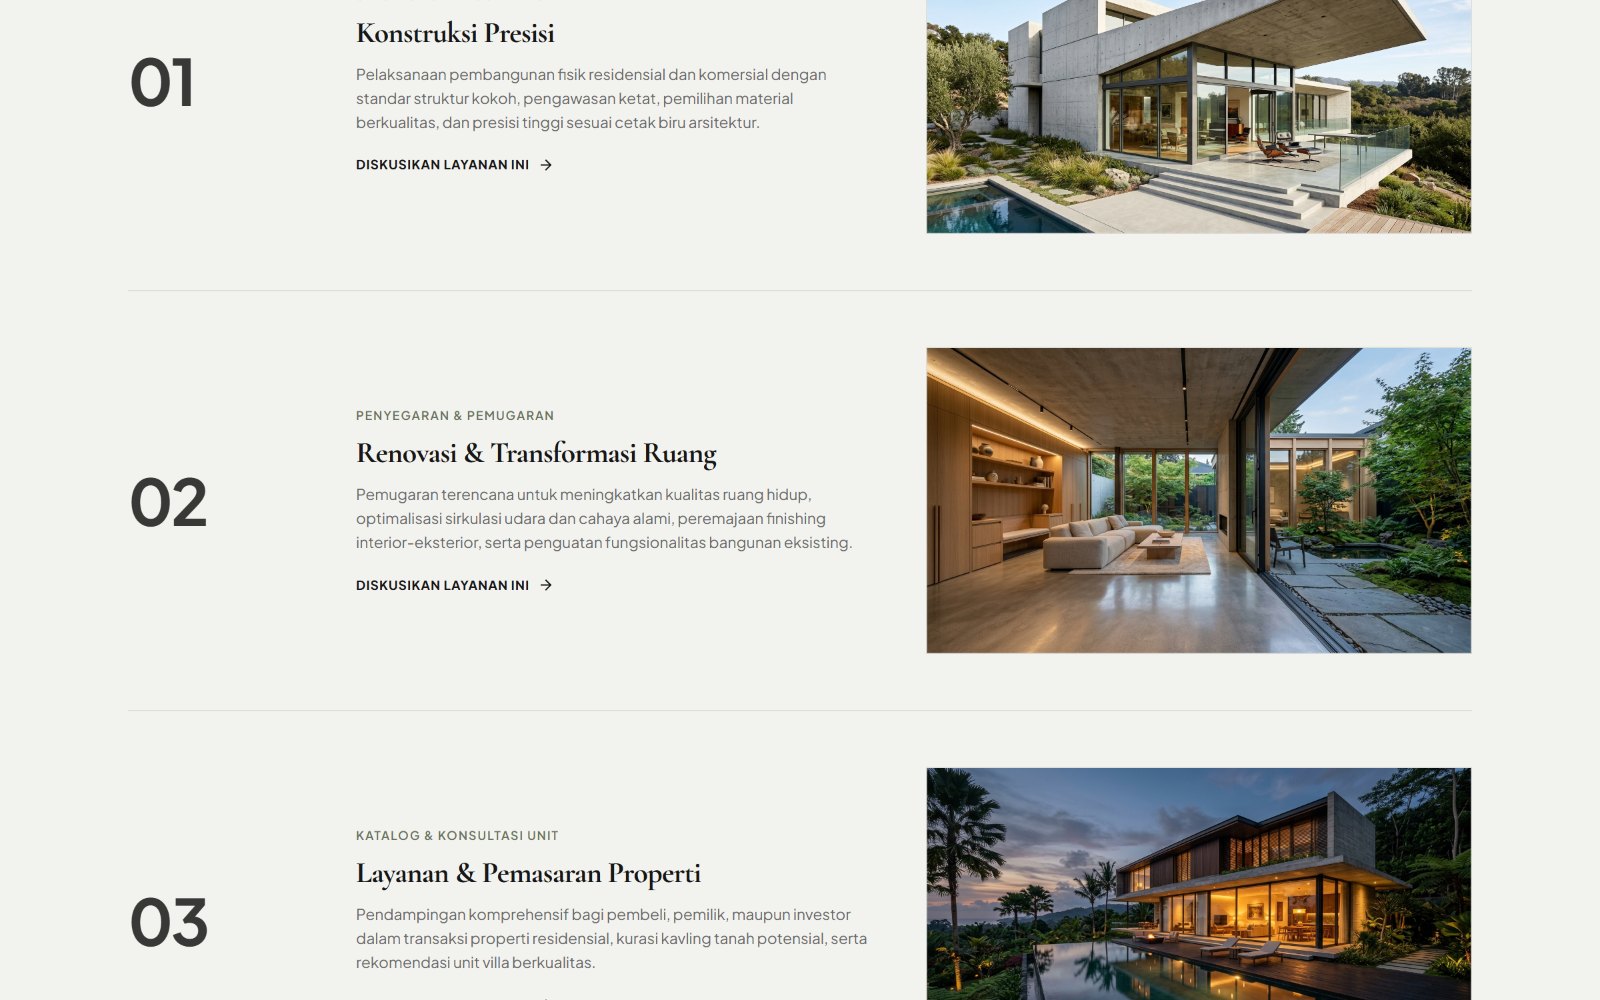 01
Konstruksi Presisi
Pelaksanaan pembangunan fisik residensial dan komersial dengan
standar struktur kokoh, pengawasan ketat, pemilihan material
berkualitas, dan presisi tinggi sesuai cetak biru arsitektur.
DISKUSIKAN LAYANAN INI →
02
PENYEGARAN & PEMUGARAN
Renovasi & Transformasi Ruang
Pemugaran terencana untuk meningkatkan kualitas ruang hidup,
optimalisasi sirkulasi udara dan cahaya alami, peremajaan finishing
interior-eksterior, serta penguatan fungsionalitas bangunan eksisting.
DISKUSIKAN LAYANAN INI →
03
KATALOG & KONSULTASI UNIT
Layanan & Pemasaran Properti
Pendampingan komprehensif bagi pembeli, pemilik, maupun investor
dalam transaksi properti residensial, kurasi kavling tanah potensial, serta
rekomendasi unit villa berkualitas.